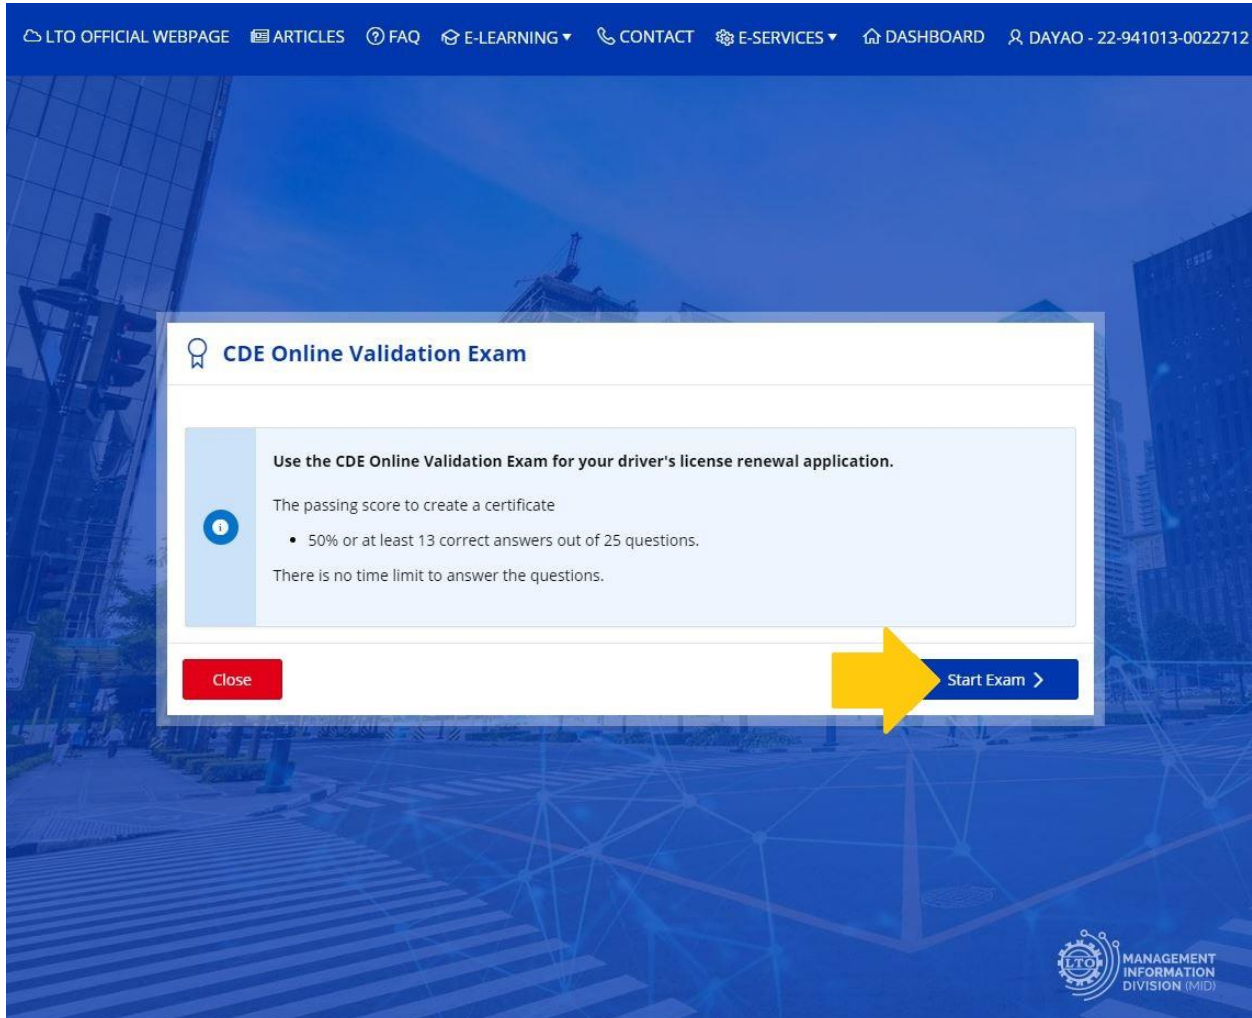 LTO OFFICIAL WEBPAGE ARTICLES FAQ E-LEARNING CONTACT E-SERVICES DASHBOARD DAYAO - 22-941013-0022712
CDE Online Validation Exam
Use the CDE Online Validation Exam for your driver's license renewal application.
The passing score to create a certificate
• 50% or at least 13 correct answers out of 25 questions.
There is no time limit to answer the questions.
Close
Start Exam
LTO
MANAGEMENT
INFORMATION
DIVISION (MID)